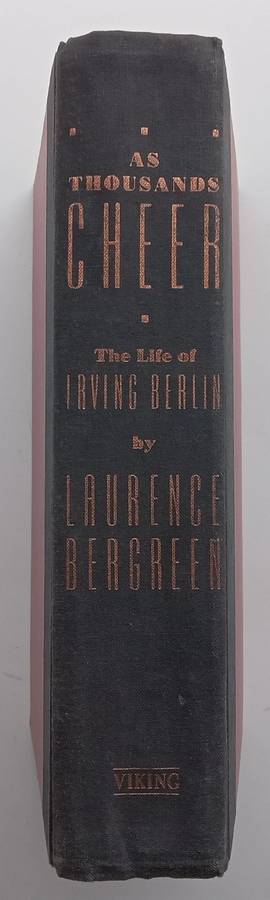 AS
THOUSANDS
CHEER
The Life of
IRVING BERLIN
by
LAURENCE
BERGREEN
VIKING